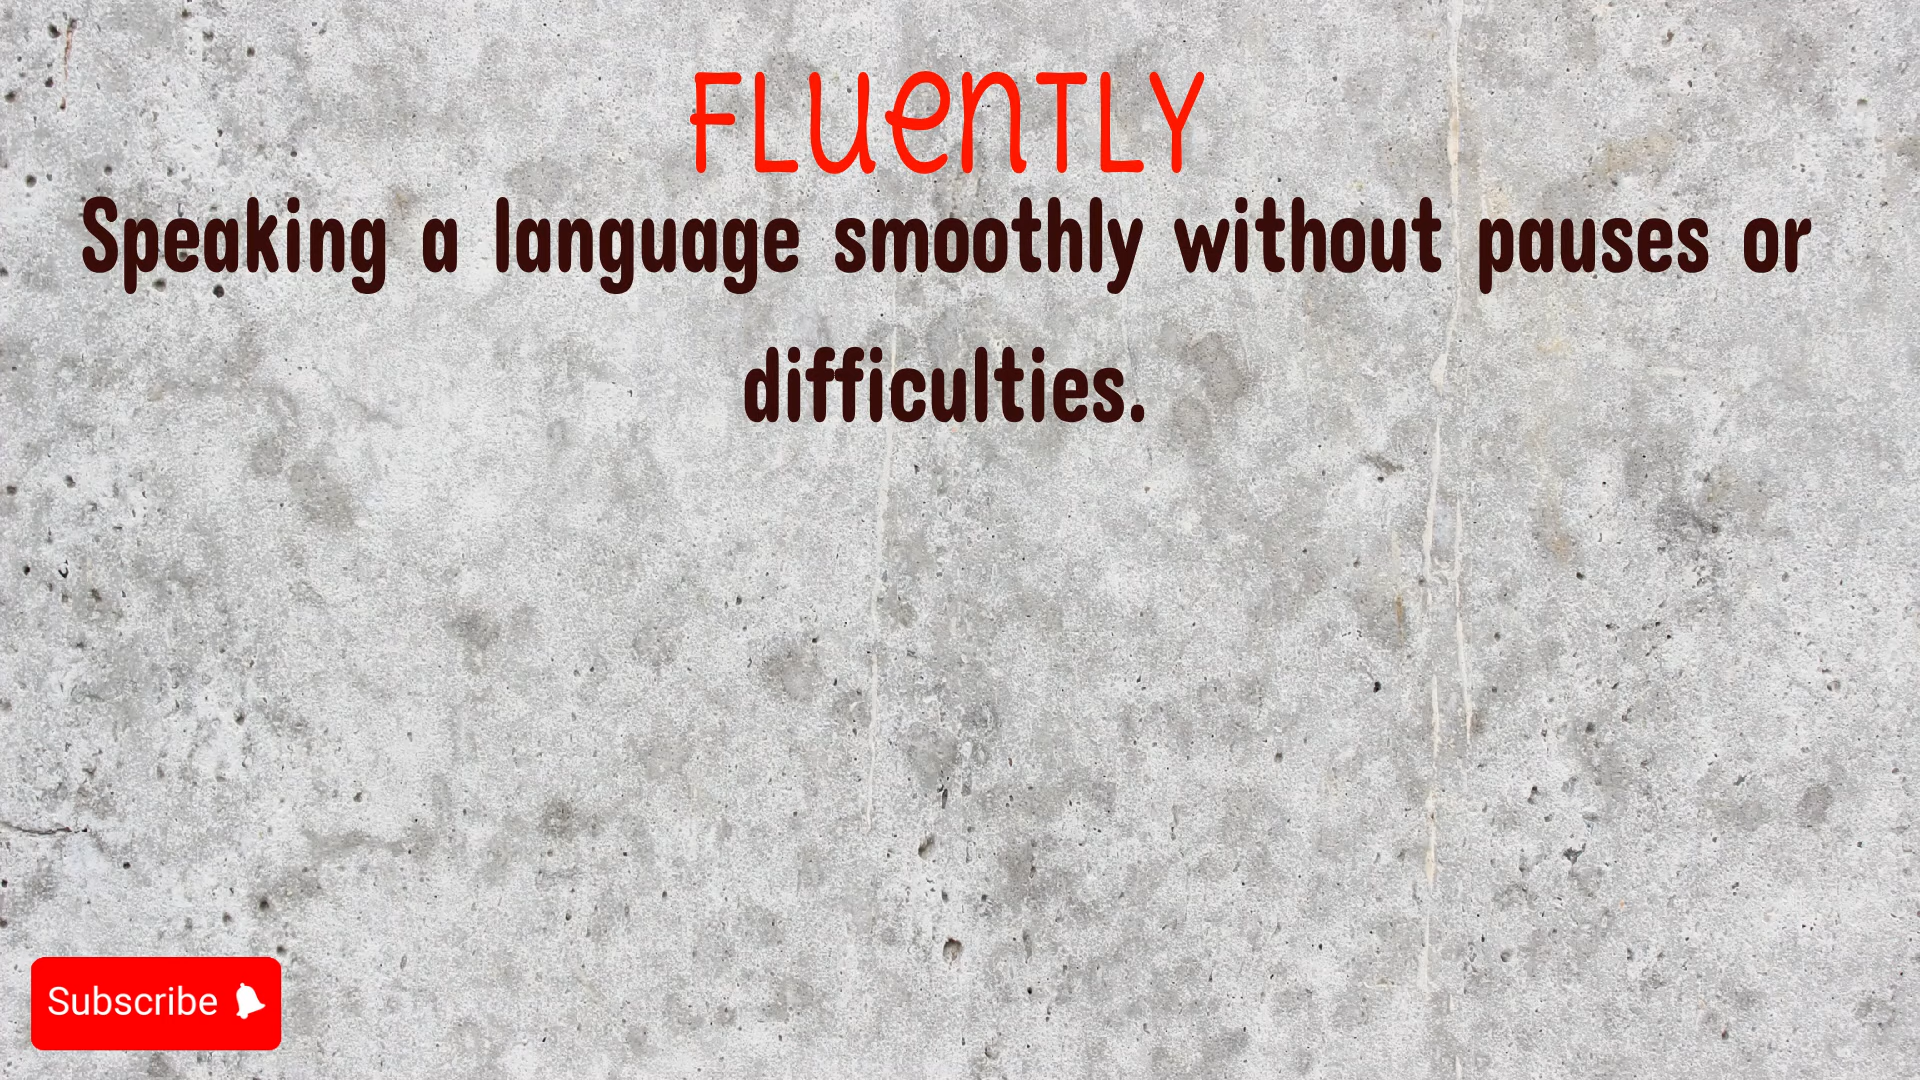 FLUENTLY
Speaking a language smoothly without pauses or
difficulties.
Subscribe